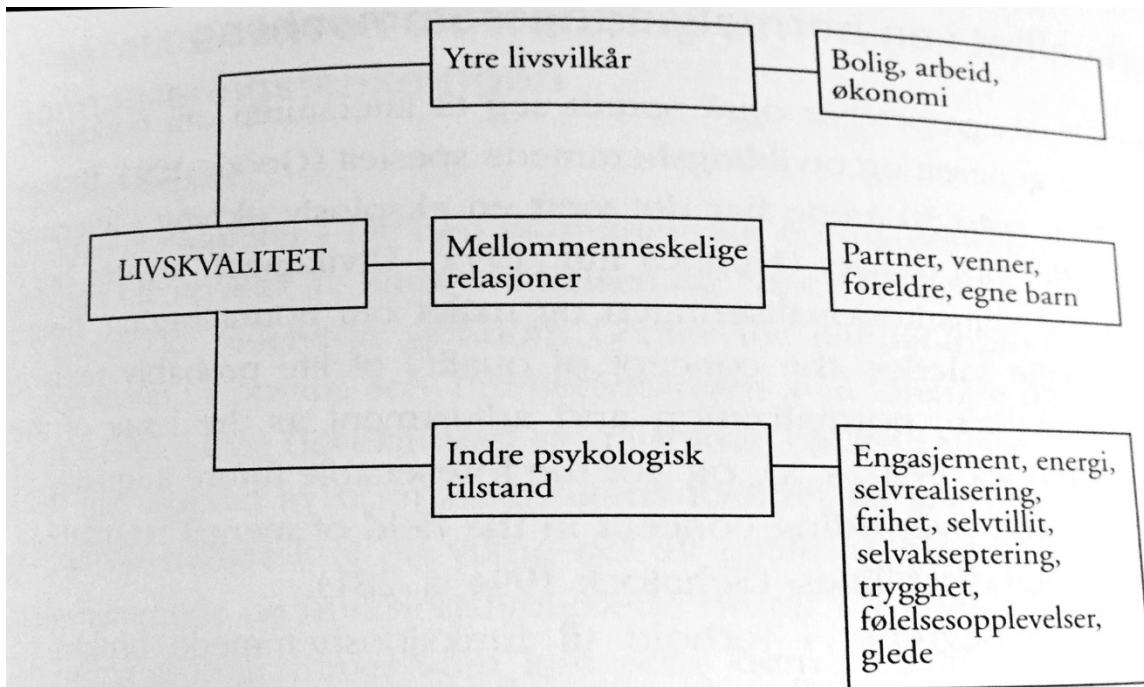 Ytre livsvilkår
Bolig, arbeid,
økonomi
LIVSKVALITET
Mellommenneskelige
relasjoner
Partner, venner,
foreldre, egne barn
Indre psykologisk
tilstand
Engasjement, energi,
selvrealisering,
frihet, selvtillit,
selvakseptering,
trygghet,
følelsesopplevelser,
glede